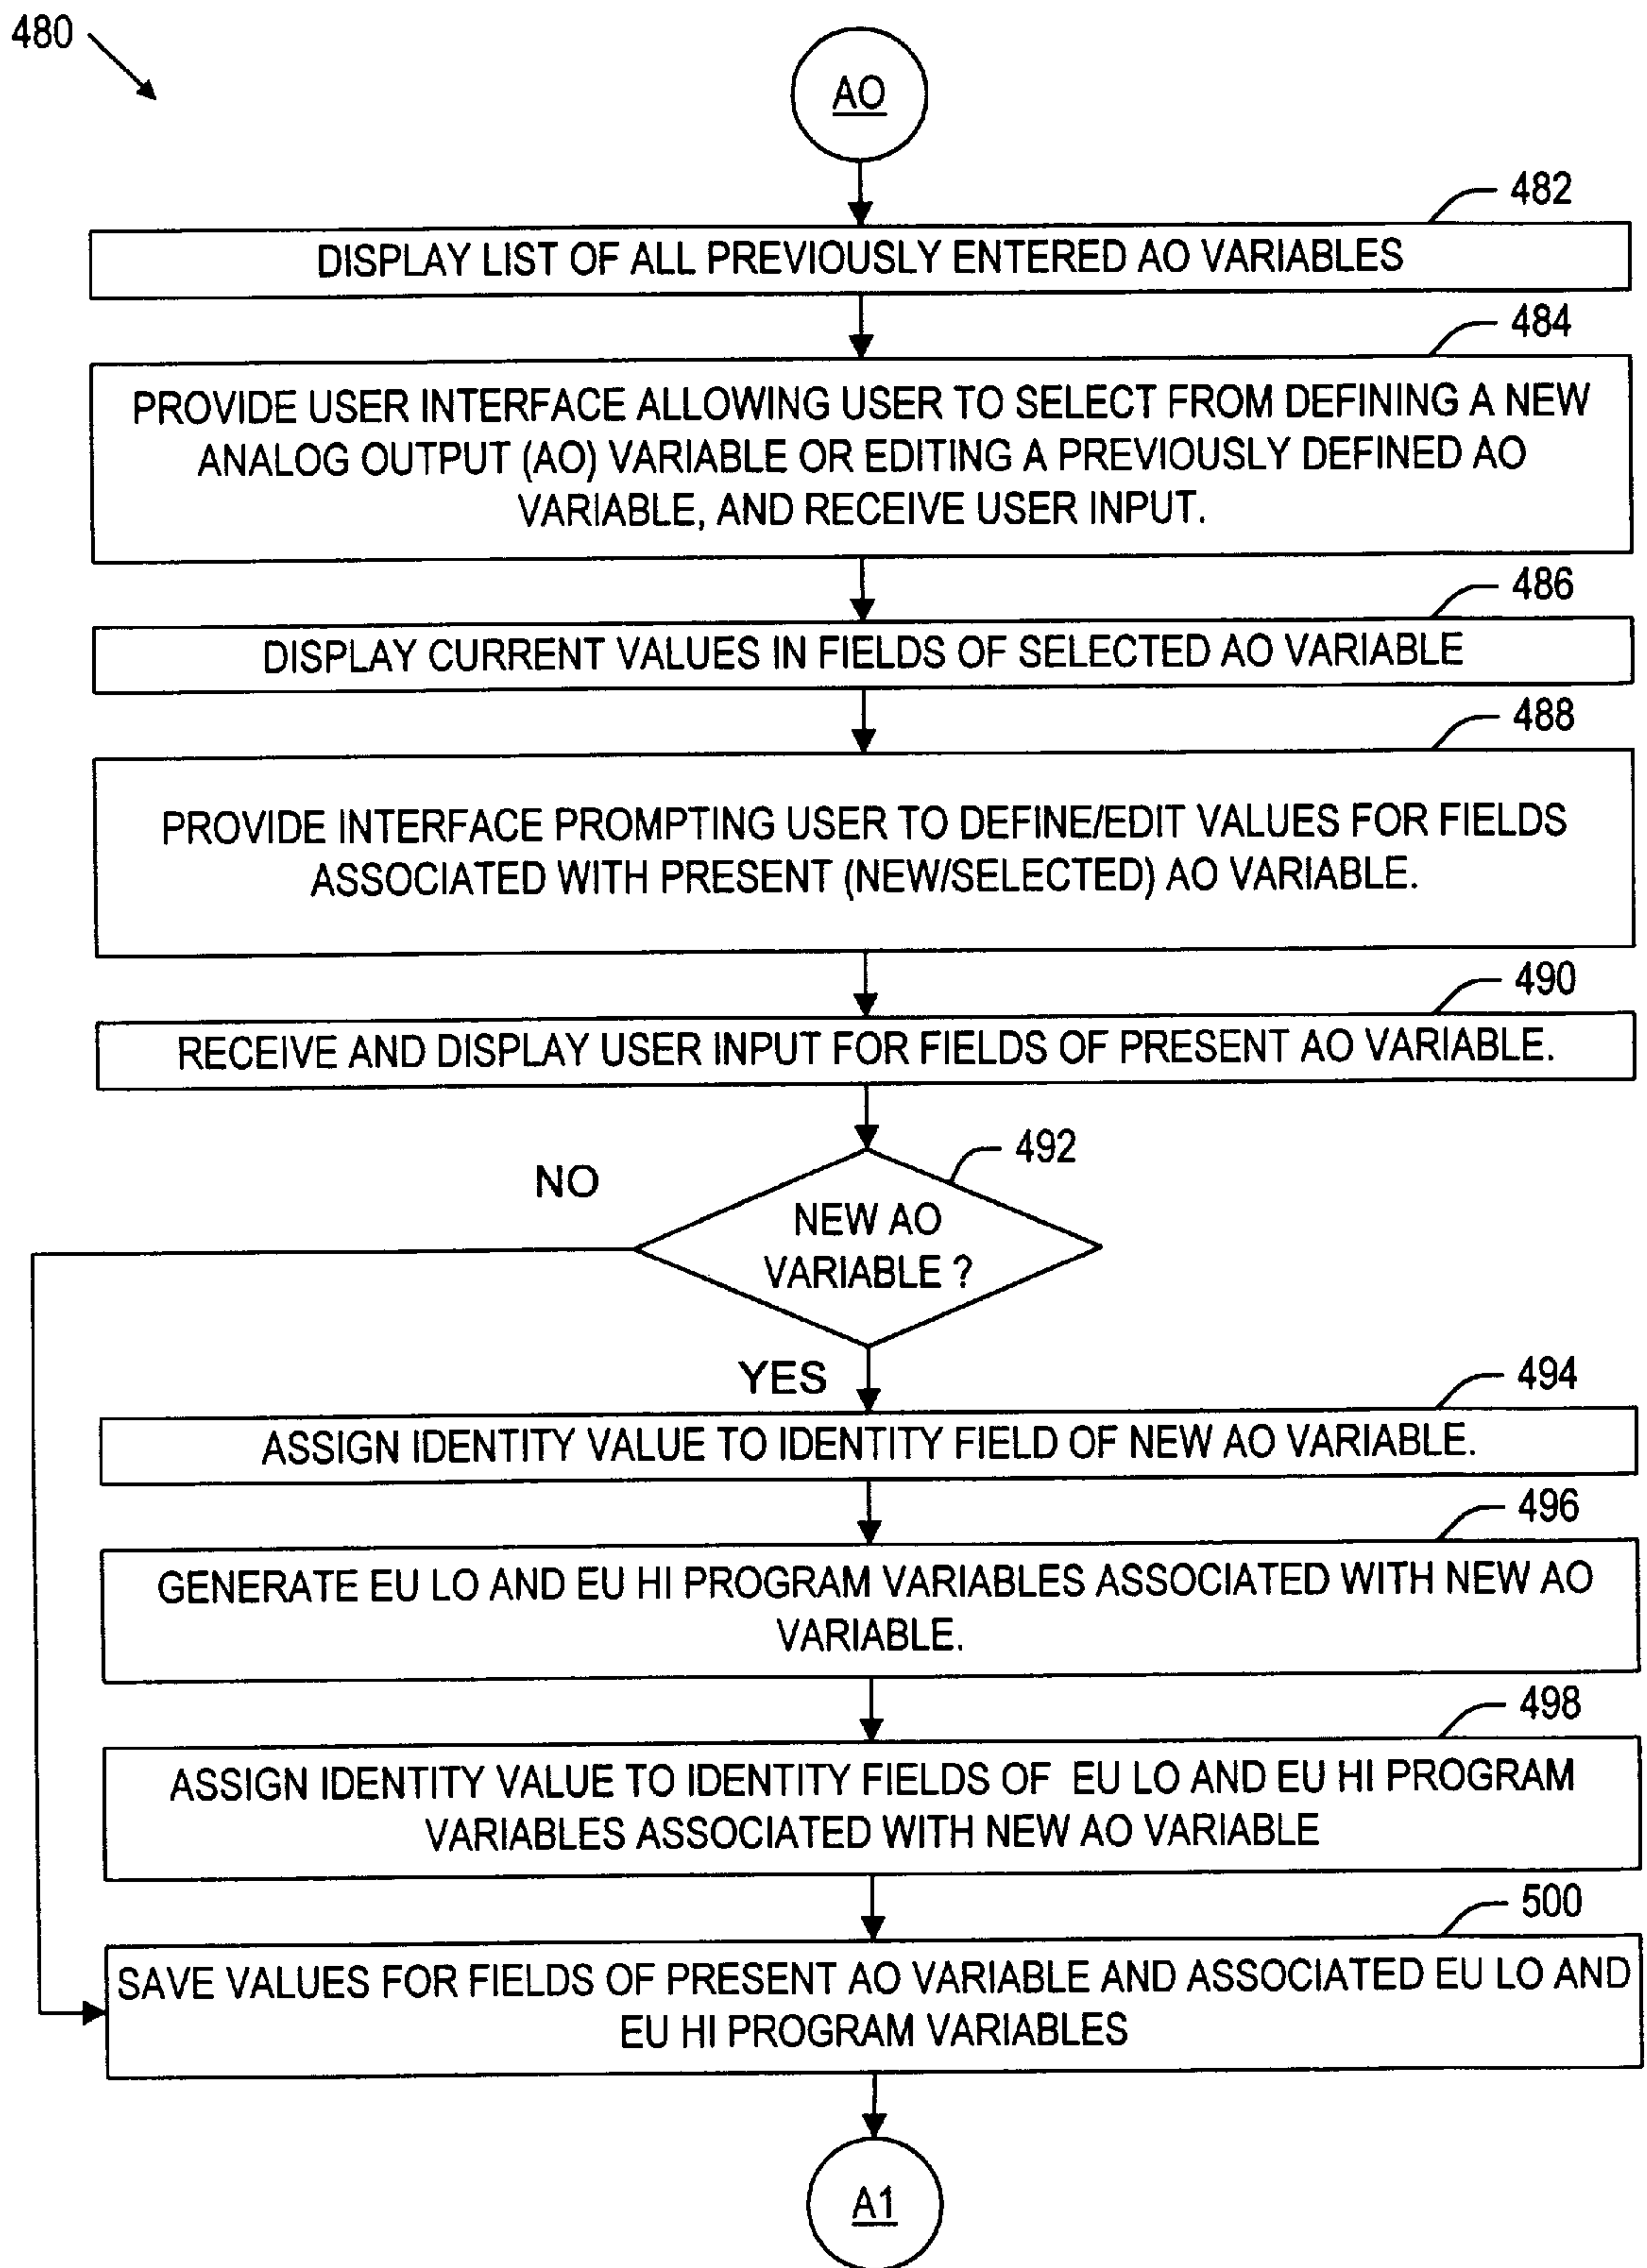 480
AO
482
DISPLAY LIST OF ALL PREVIOUSLY ENTERED AO VARIABLES
484
PROVIDE USER INTERFACE ALLOWING USER TO SELECT FROM DEFINING A NEW
ANALOG OUTPUT (AO) VARIABLE OR EDITING A PREVIOUSLY DEFINED AO
VARIABLE, AND RECEIVE USER INPUT.
486
DISPLAY CURRENT VALUES IN FIELDS OF SELECTED AO VARIABLE
488
PROVIDE INTERFACE PROMPTING USER TO DEFINE/EDIT VALUES FOR FIELDS
ASSOCIATED WITH PRESENT (NEW/SELECTED) AO VARIABLE.
490
RECEIVE AND DISPLAY USER INPUT FOR FIELDS OF PRESENT AO VARIABLE.
492
NO
NEW AO
VARIABLE ?
YES
494
ASSIGN IDENTITY VALUE TO IDENTITY FIELD OF NEW AO VARIABLE.
496
GENERATE EU LO AND EU HI PROGRAM VARIABLES ASSOCIATED WITH NEW AO
VARIABLE.
498
ASSIGN IDENTITY VALUE TO IDENTITY FIELDS OF EU LO AND EU HI PROGRAM
VARIABLES ASSOCIATED WITH NEW AO VARIABLE
500
SAVE VALUES FOR FIELDS OF PRESENT AO VARIABLE AND ASSOCIATED EU LO AND
EU HI PROGRAM VARIABLES
A1